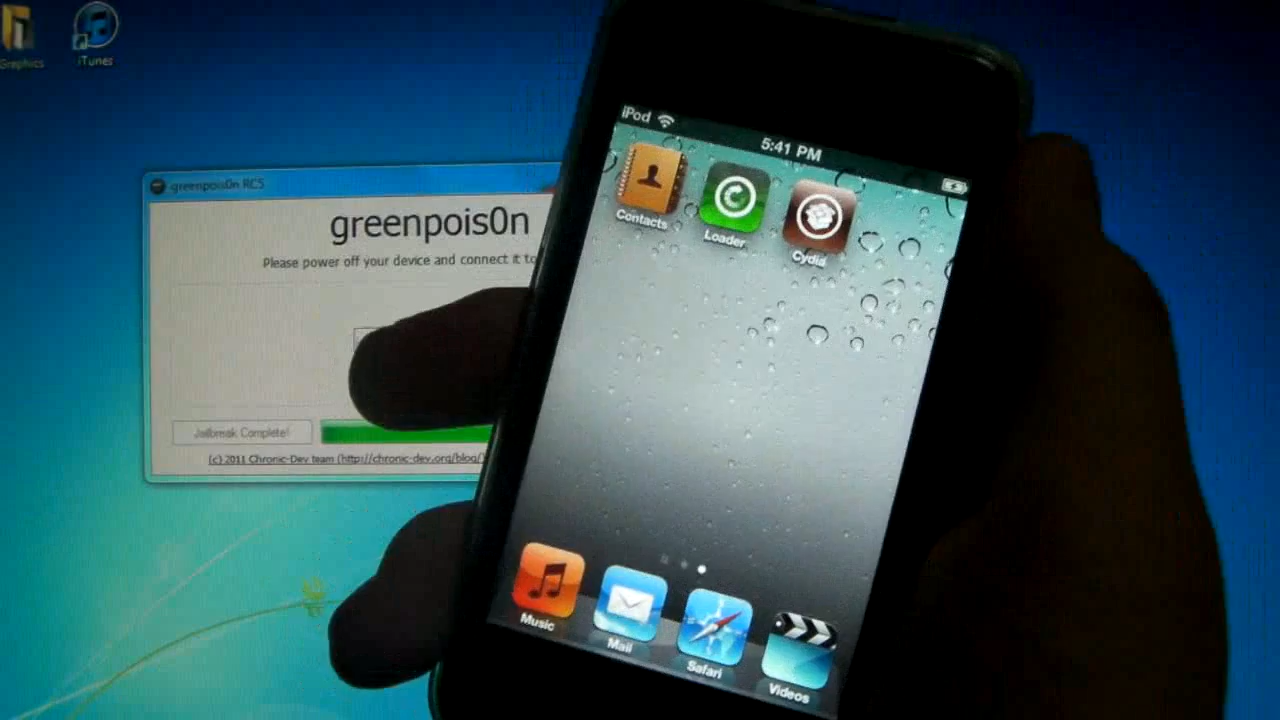 Graphics
iTunes
greenpois0n RC5
greenpois0n
Please power off your device and connect it to
Jailbreak Complete!
(c) 2011 Chronic-Dev team (http://chronic-dev.org/blog/)
iPod
5:41 PM
Contacts
Loader
Cydia
Music
Mail
Safari
Videos